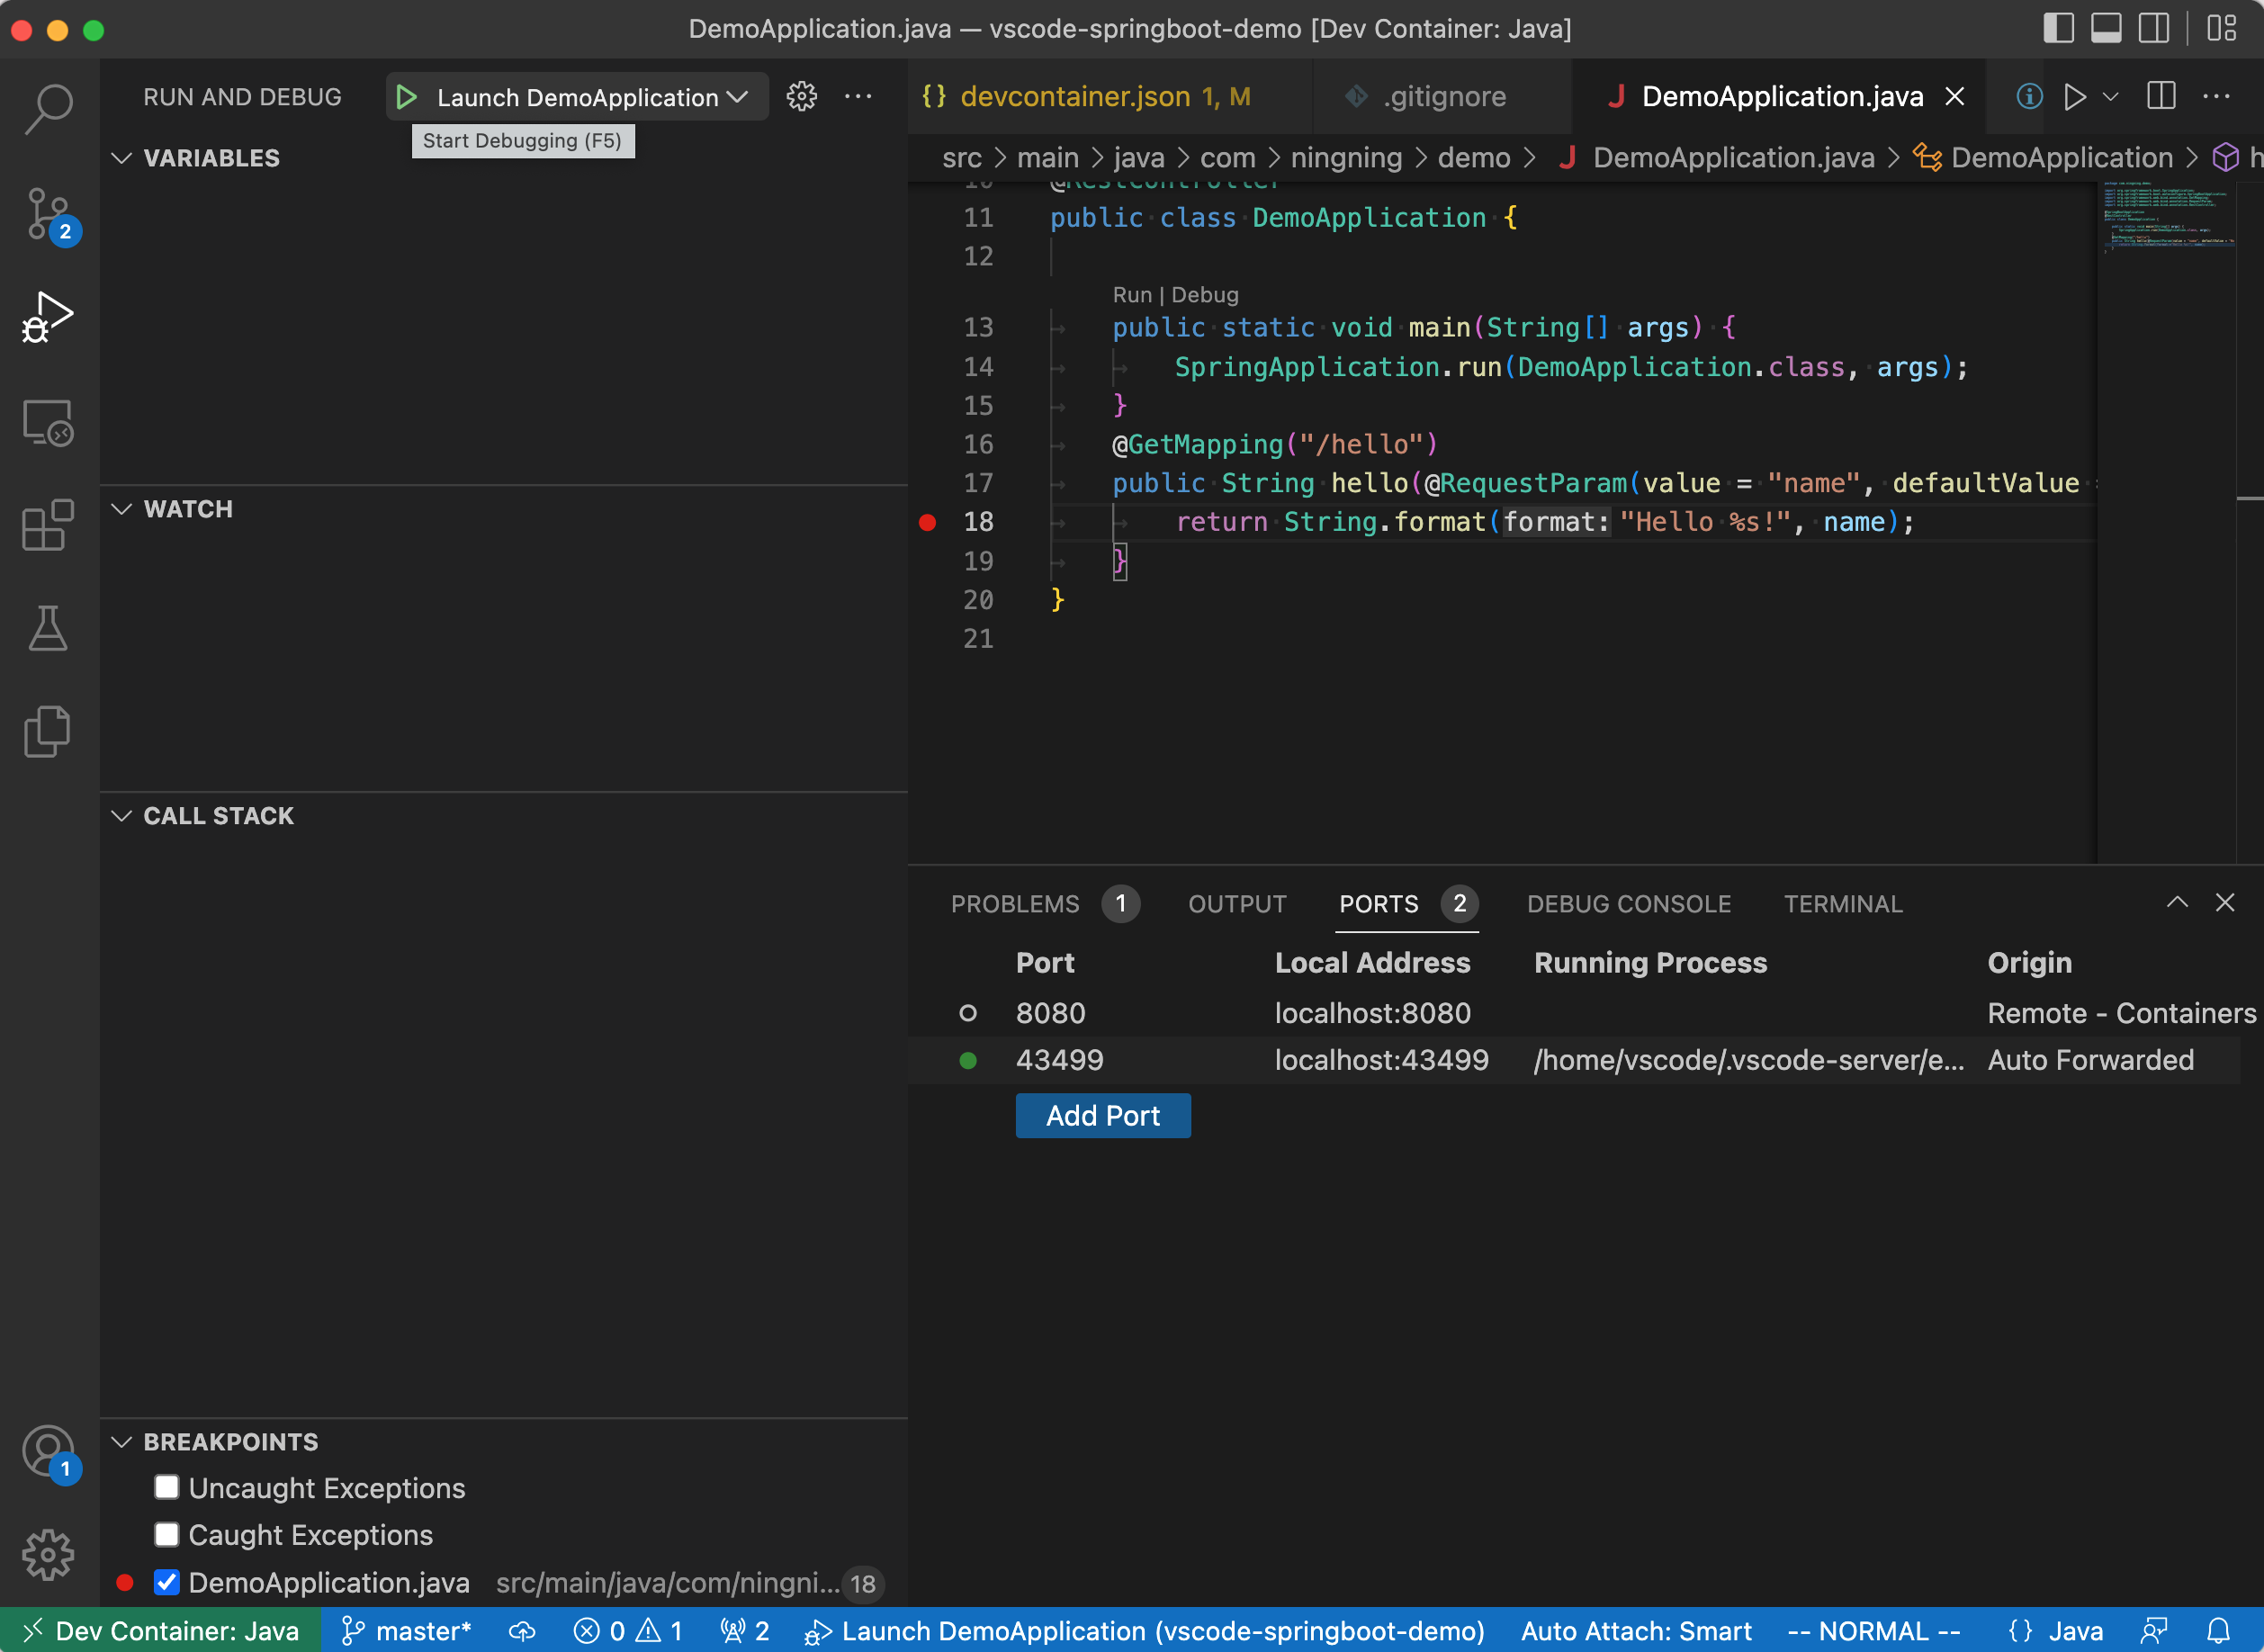 DemoApplication.java — vscode-springboot-demo [Dev Container: Java]
RUN AND DEBUG
Launch DemoApplication
Start Debugging (F5)
VARIABLES
WATCH
CALL STACK
BREAKPOINTS
Uncaught Exceptions
Caught Exceptions
DemoApplication.java src/main/java/com/ningni... 18
2
1
{} devcontainer.json 1, M
.gitignore
J DemoApplication.java
src > main > java > com > ningning > demo > J DemoApplication.java > DemoApplication > h
10 @RestController
11 public class DemoApplication {
12
Run | Debug
13 public static void main(String[] args) {
14 SpringApplication.run(DemoApplication.class, args);
15 }
16 @GetMapping("/hello")
17 public String hello(@RequestParam(value = "name", defaultValue =
18 return String.format(format: "Hello %s!", name);
19 }
20 }
21
PROBLEMS 1 OUTPUT PORTS 2 DEBUG CONSOLE TERMINAL
Port Local Address Running Process Origin
8080 localhost:8080 Remote - Containers
43499 localhost:43499 /home/vscode/.vscode-server/e... Auto Forwarded
Add Port
Dev Container: Java master* 0 1 2 Launch DemoApplication (vscode-springboot-demo) Auto Attach: Smart -- NORMAL -- {} Java